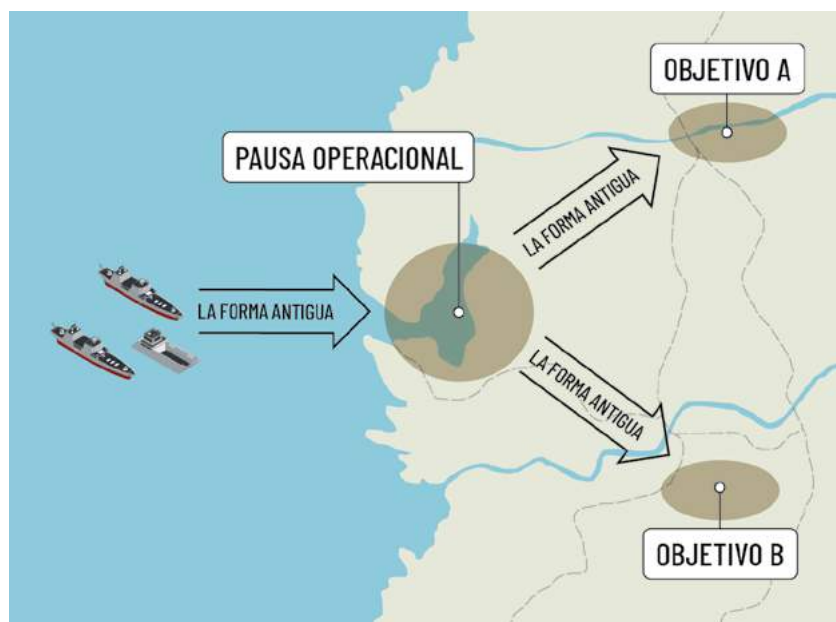 OBJETIVO A
PAUSA OPERACIONAL
LA FORMA ANTIGUA
LA FORMA ANTIGUA
LA FORMA ANTIGUA
OBJETIVO B